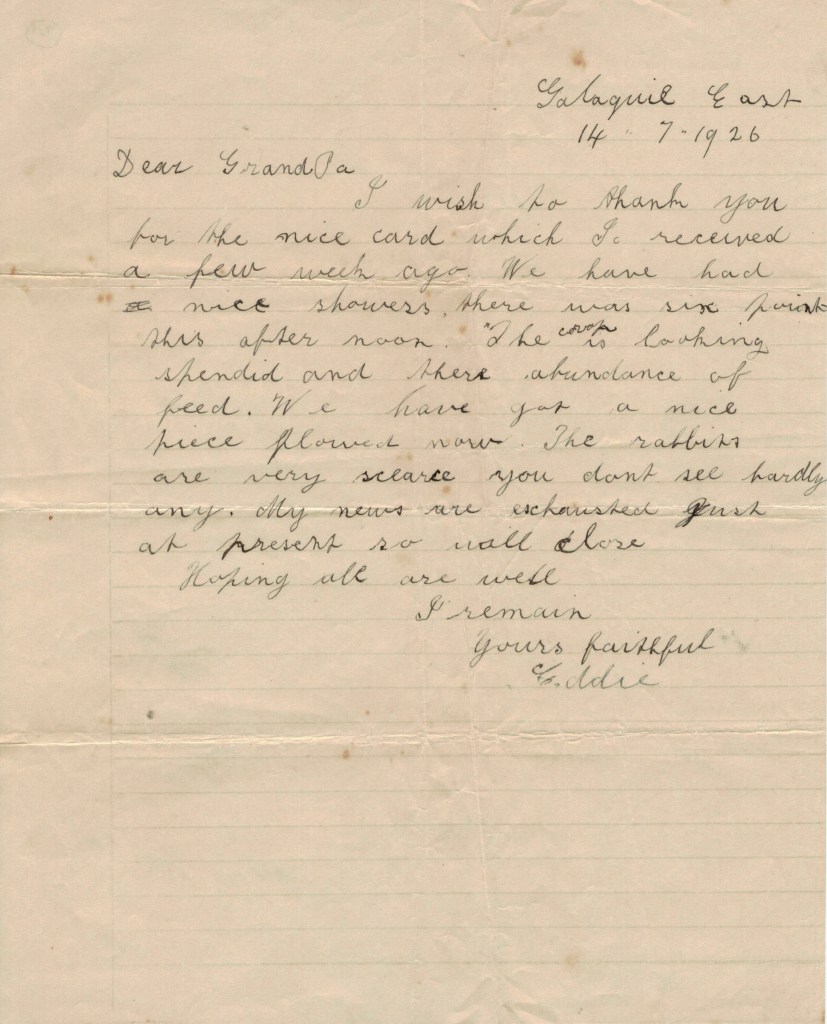 Galaquil East
14 " 7 " 1926
Dear GrandPa
I wish to thank you
for the nice card which I received
a few week ago. We have had
nice showers, there was six point
this after noon. The crop is looking
spendid and there abundance of
feed. We have got a nice
piece plowed now. The rabbits
are very scearce you dont see hardly
any. My news are exchausted just
at present so will close
Hoping all are well
I remain
Yours faithful
Eddie